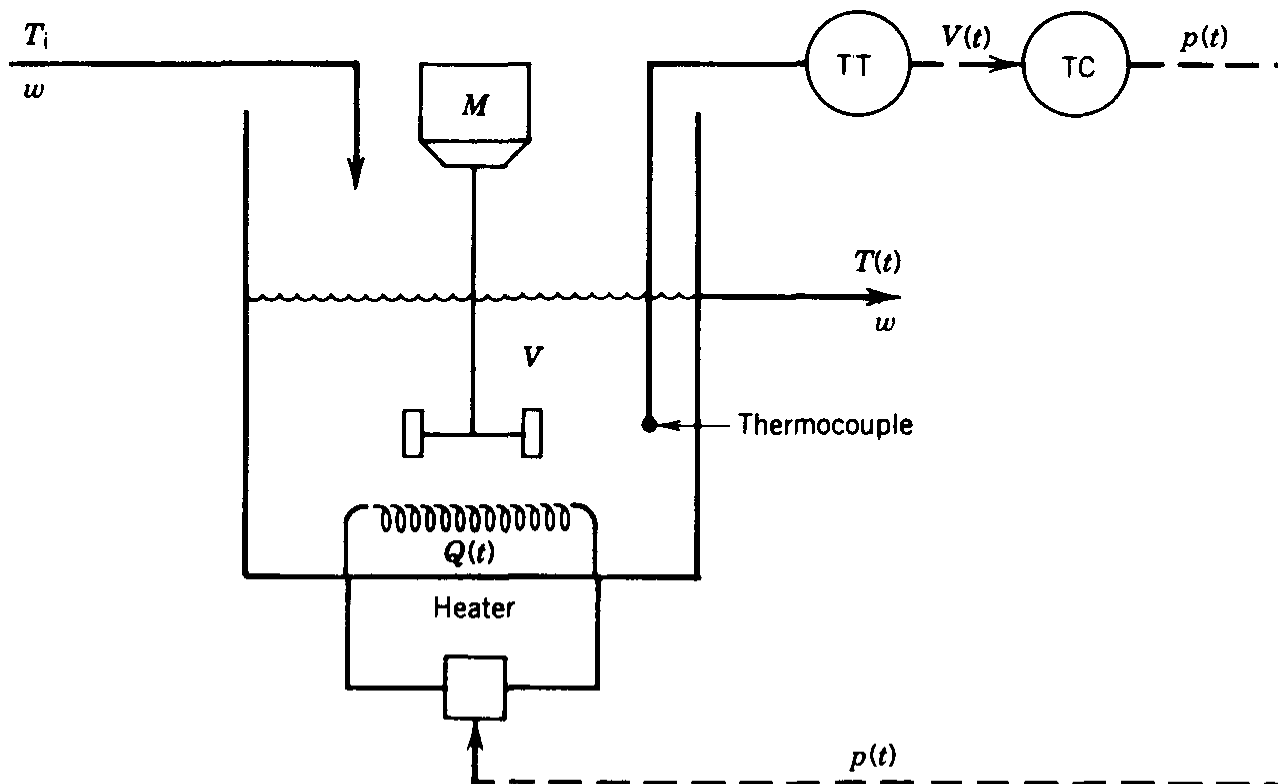 Ti
w
M
TT
V(t)
TC
p(t)
T(t)
w
V
Thermocouple
Q(t)
Heater
p(t)